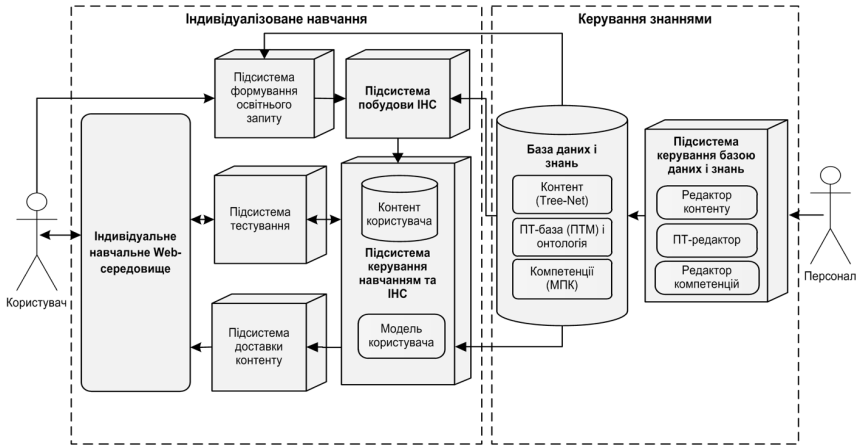 Індивідуалізоване навчання
Керування знаннями
Підсистема
формування
освітнього
запиту
Підсистема
побудови ІНС
База даних і
знань
Контент
(Tree-Net)
ПТ-база (ПТМ) і
онтологія
Компетенції
(МПК)
Підсистема
керування базою
даних і знань
Редактор
контенту
ПТ-редактор
Редактор
компетенцій
Персонал
Користувач
Індивідуальне
навчальне Web-
середовище
Підсистема
тестування
Контент
користувача
Підсистема
керування
навчанням та
ІНС
Модель
користувача
Підсистема
доставки
контенту